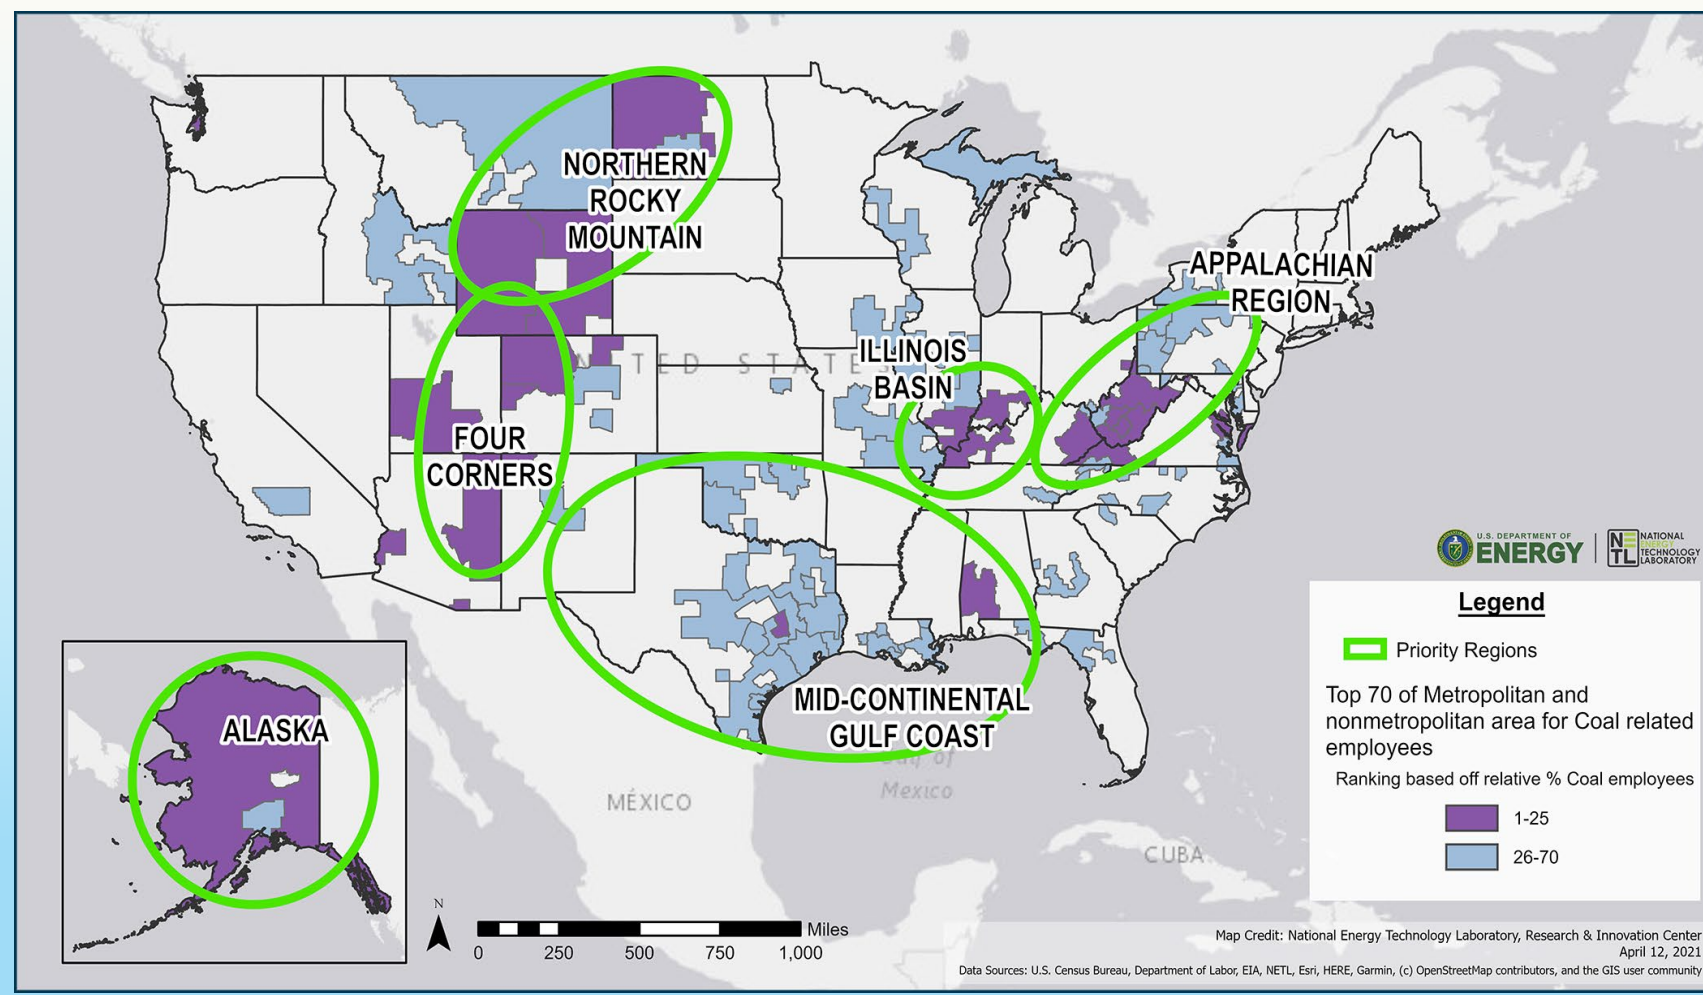 NORTHERN
ROCKY
MOUNTAIN
APPALACHIAN
REGION
ILLINOIS
BASIN
FOUR
CORNERS
MID-CONTINENTAL
GULF COAST
ALASKA
MÉXICO
Mexico
CUBA
U.S. DEPARTMENT OF
ENERGY
NETL
NATIONAL
ENERGY
TECHNOLOGY
LABORATORY
Legend
Priority Regions
Top 70 of Metropolitan and
nonmetropolitan area for Coal related
employees
Ranking based off relative % Coal employees
1-25
26-70
N
Miles
0 250 500 750 1,000
Map Credit: National Energy Technology Laboratory, Research & Innovation Center
April 12, 2021
Data Sources: U.S. Census Bureau, Department of Labor, EIA, NETL, Esri, HERE, Garmin, (c) OpenStreetMap contributors, and the GIS user community